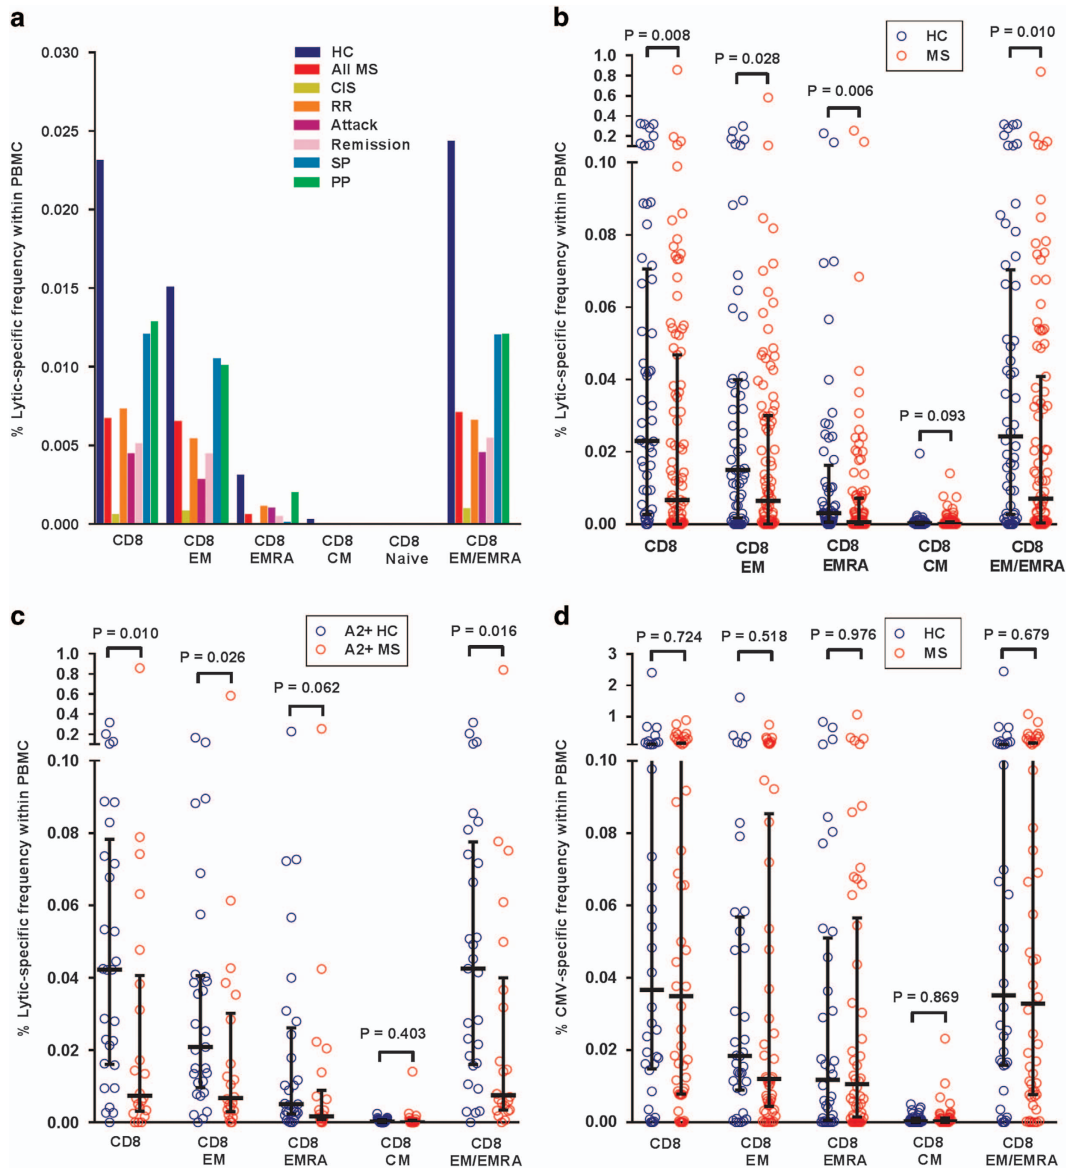 a
% Lytic-specific frequency within PBMC
0.030
0.025
0.020
0.015
0.010
0.005
0.000
HC
All MS
CIS
RR
Attack
Remission
SP
PP
CD8
CD8
EM
CD8
EMRA
CD8
CM
CD8
Naive
CD8
EM/EMRA
b
HC
MS
% Lytic-specific frequency within PBMC
1.0
0.8
0.6
0.4
0.2
0.10
0.08
0.06
0.04
0.02
0.00
P = 0.008
P = 0.028
P = 0.006
P = 0.093
P = 0.010
CD8
CD8
EM
CD8
EMRA
CD8
CM
CD8
EM/EMRA
c
A2+ HC
A2+ MS
% Lytic-specific frequency within PBMC
1.0
0.8
0.6
0.4
0.2
0.10
0.08
0.06
0.04
0.02
0.00
P = 0.010
P = 0.026
P = 0.062
P = 0.403
P = 0.016
CD8
CD8
EM
CD8
EMRA
CD8
CM
CD8
EM/EMRA
d
HC
MS
% CMV-specific frequency within PBMC
3
2
1
0.10
0.08
0.06
0.04
0.02
0.00
P = 0.724
P = 0.518
P = 0.976
P = 0.869
P = 0.679
CD8
CD8
EM
CD8
EMRA
CD8
CM
CD8
EM/EMRA